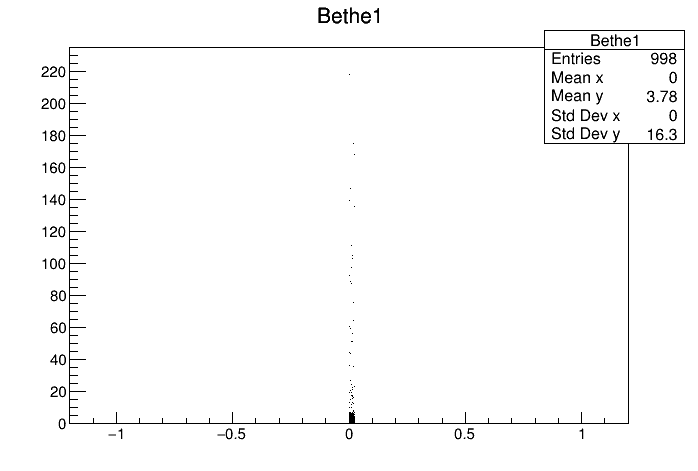 Bethe1
Bethe1
Entries 998
Mean x 0
Mean y 3.78
Std Dev x 0
Std Dev y 16.3
220
200
180
160
140
120
100
80
60
40
20
0
−1 −0.5 0 0.5 1